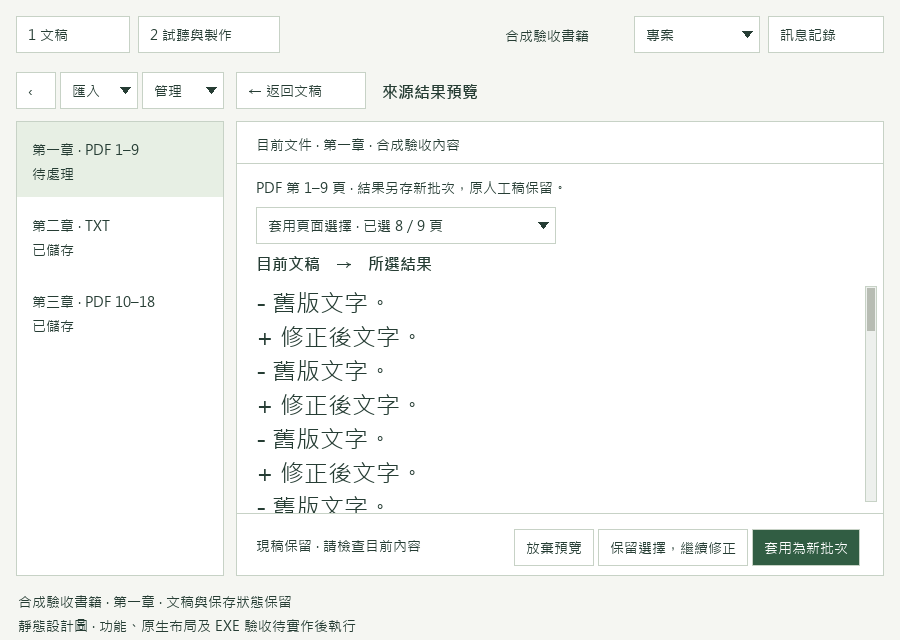 1 文稿
2 試聽與製作
合成驗收書籍
專案
訊息記錄
‹
匯入
管理
← 返回文稿
來源結果預覽
第一章 · PDF 1–9
待處理
第二章 · TXT
已儲存
第三章 · PDF 10–18
已儲存
目前文件 · 第一章 · 合成驗收內容
PDF 第 1–9 頁 · 結果另存新批次，原人工稿保留。
套用頁面選擇 · 已選 8 / 9 頁
目前文稿 → 所選結果
- 舊版文字。
+ 修正後文字。
- 舊版文字。
+ 修正後文字。
- 舊版文字。
+ 修正後文字。
- 舊版文字。
現稿保留 · 請檢查目前內容
放棄預覽
保留選擇，繼續修正
套用為新批次
合成驗收書籍 · 第一章 · 文稿與保存狀態保留
靜態設計圖 · 功能、原生布局及 EXE 驗收待實作後執行